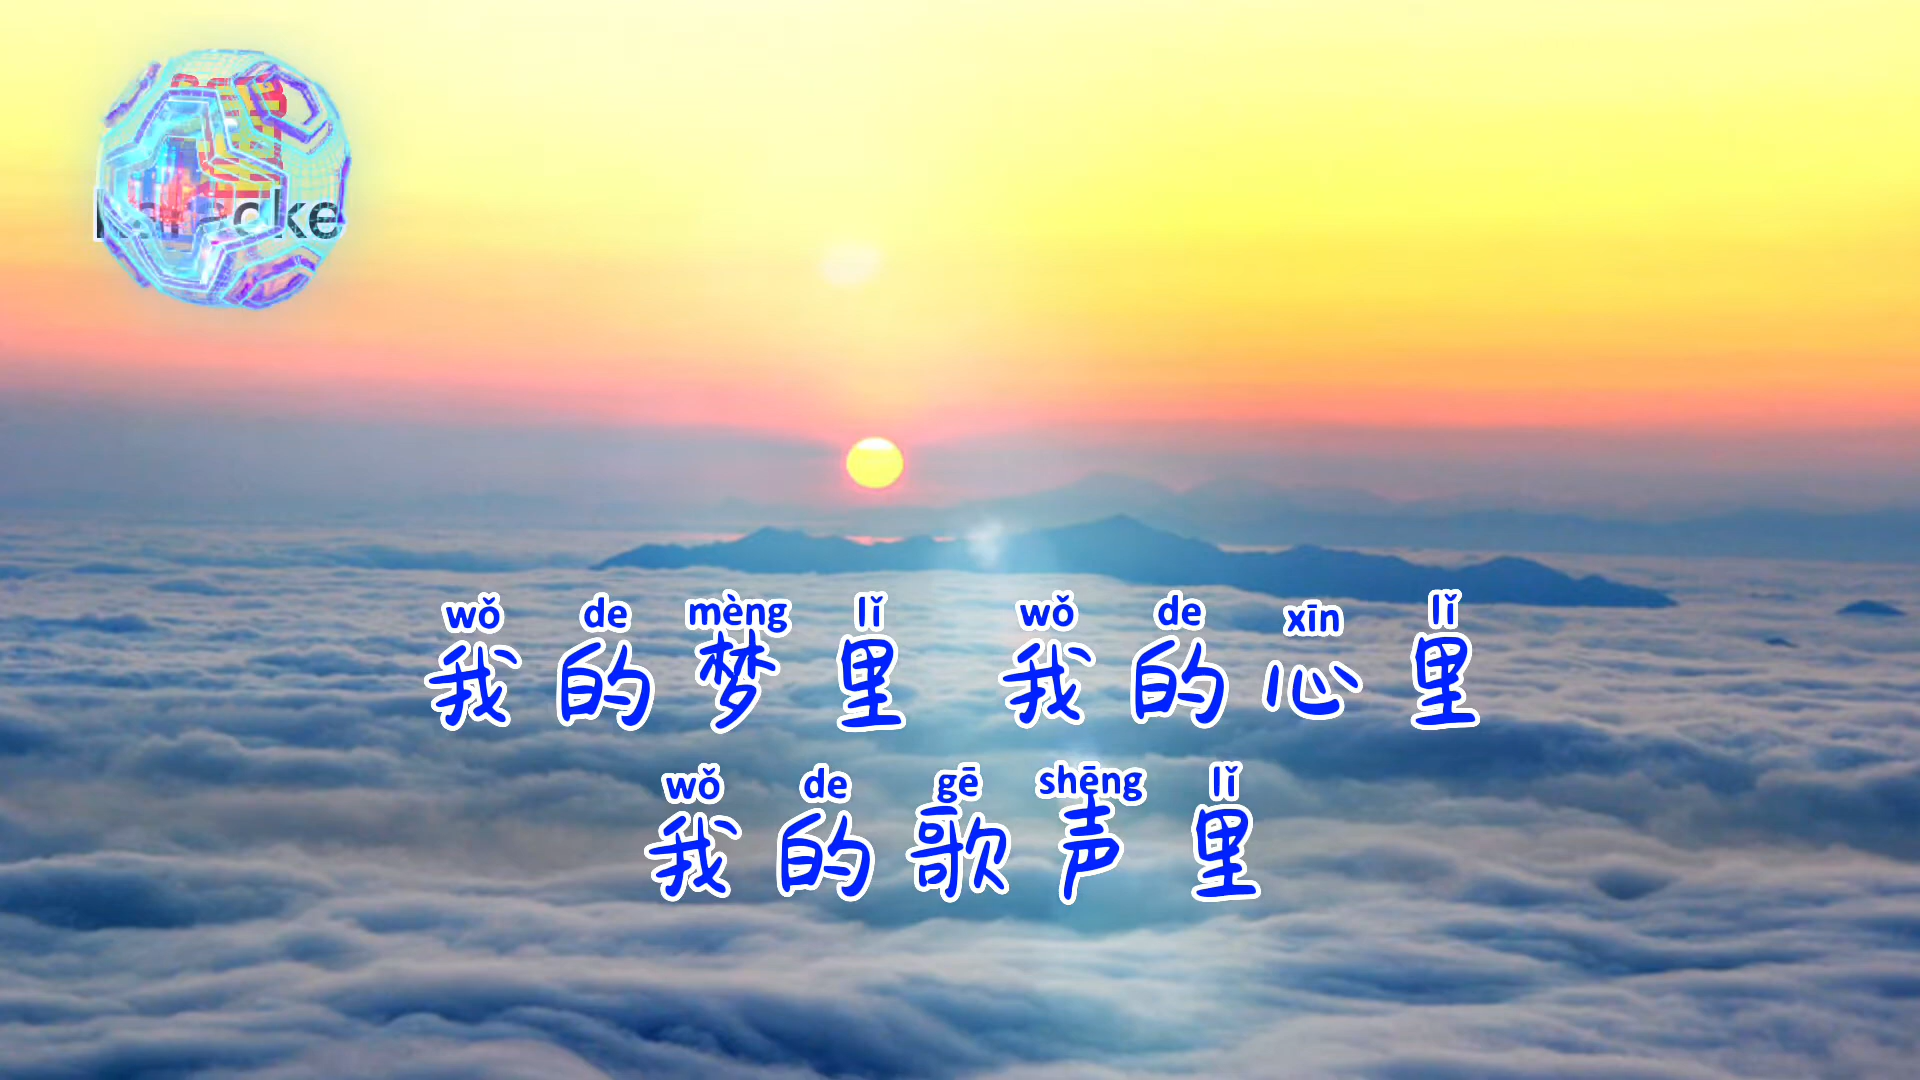 wǒ de mèng lǐ wǒ de xīn lǐ
我的梦里 我的心里
wǒ de gē shēng lǐ
我的歌声里